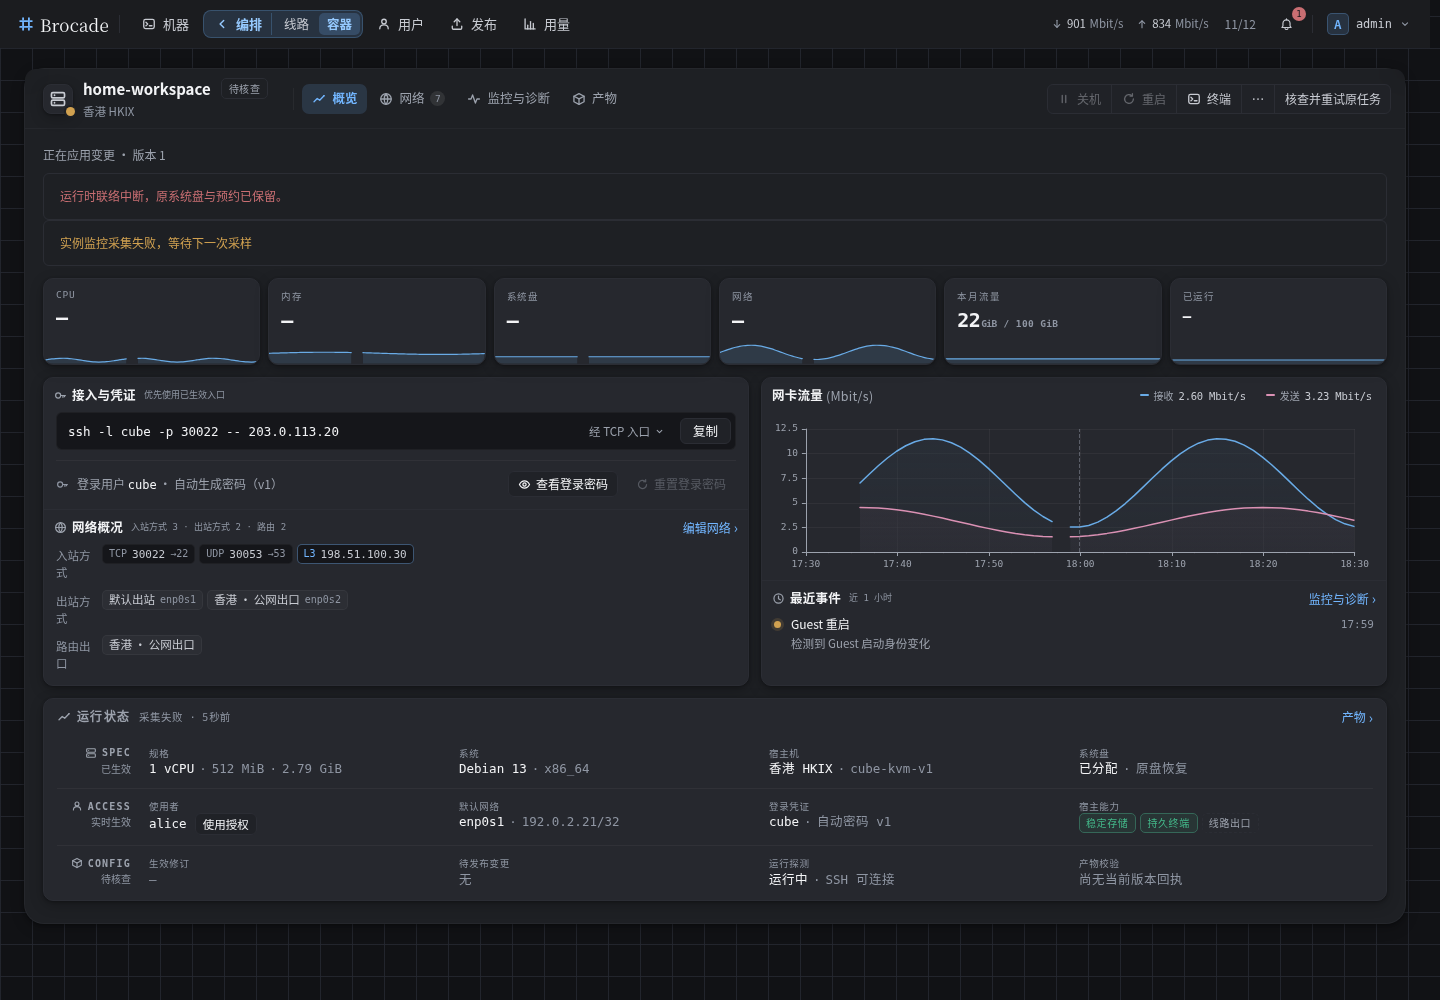 Brocade 机器 编排 线路 容器 用户 发布 用量 901 Mbit/s 834 Mbit/s 11/12 1 A admin
home-workspace 待核查
香港 HKIX
概览 网络 7 监控与诊断 产物
关机 重启 终端 ··· 核查并重试原任务
正在应用变更 · 版本 1
运行时联络中断，原系统盘与预约已保留。
实例监控采集失败，等待下一次采样
CPU
—
内存
—
系统盘
—
网络
—
本月流量
22 GiB / 100 GiB
已运行
—
接入与凭证 优先使用已生效入口
ssh -l cube -p 30022 -- 203.0.113.20 经 TCP 入口 复制
登录用户 cube · 自动生成密码（v1） 查看登录密码 重置登录密码
网络概况 入站方式 3 · 出站方式 2 · 路由 2 编辑网络 ›
入站方式 TCP 30022 →22 UDP 30053 →53 L3 198.51.100.30
出站方式 默认出站 enp0s1 香港 · 公网出口 enp0s2
路由出口 香港 · 公网出口
网卡流量 (Mbit/s) 接收 2.60 Mbit/s 发送 3.23 Mbit/s
12.5
10
7.5
5
2.5
0
17:30 17:40 17:50 18:00 18:10 18:20 18:30
最近事件 近 1 小时 监控与诊断 ›
Guest 重启 17:59
检测到 Guest 启动身份变化
运行状态 采集失败 · 5秒前 产物 ›
SPEC
已生效
规格
1 vCPU · 512 MiB · 2.79 GiB
系统
Debian 13 · x86_64
宿主机
香港 HKIX · cube-kvm-v1
系统盘
已分配 · 原盘恢复
ACCESS
实时生效
使用者
alice 使用授权
默认网络
enp0s1 · 192.0.2.21/32
登录凭证
cube · 自动密码 v1
宿主能力
稳定存储 持久终端 线路出口
CONFIG
待核查
生效修订
—
待发布变更
无
运行探测
运行中 · SSH 可连接
产物校验
尚无当前版本回执